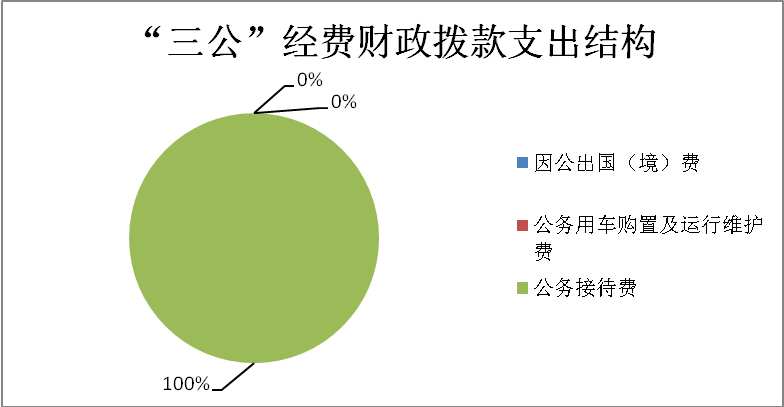 “三公”经费财政拨款支出结构
0%
0%
因公出国（境）费
公务用车购置及运行维护
费
公务接待费
100%